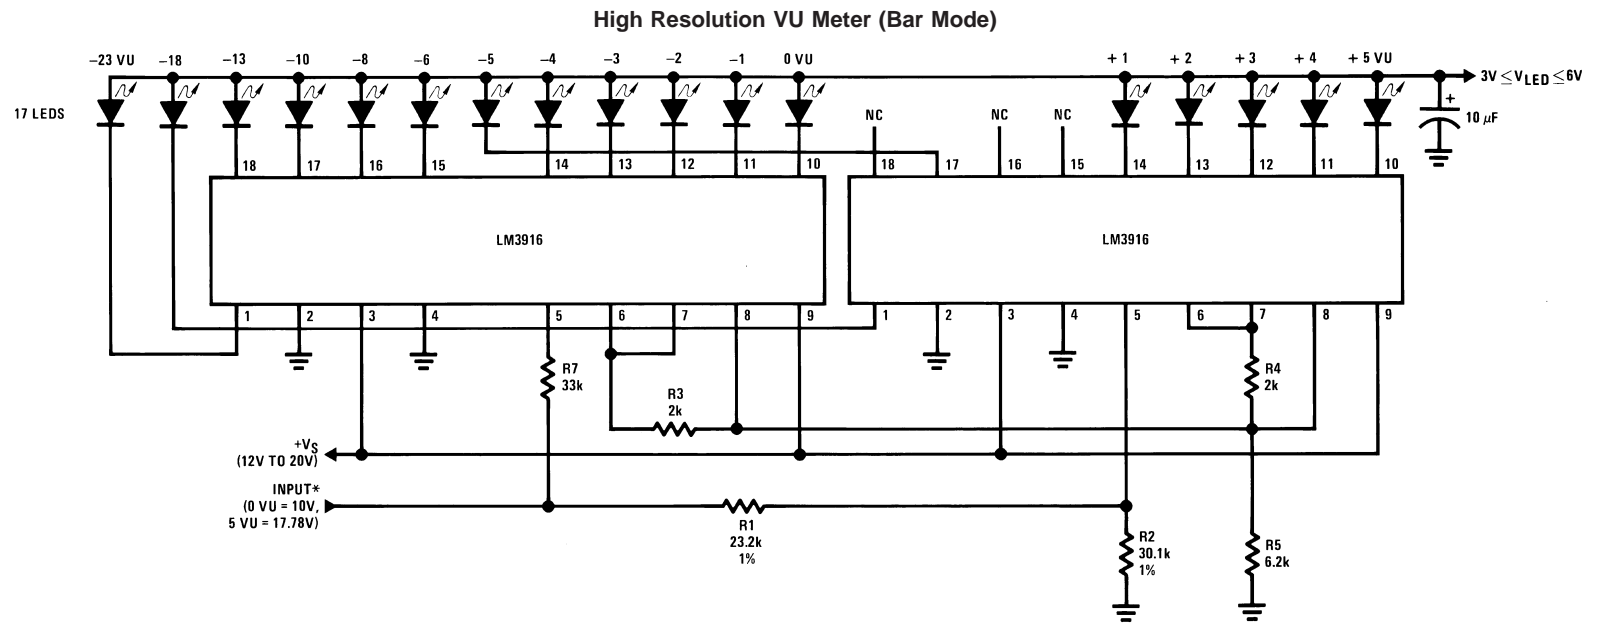 High Resolution VU Meter (Bar Mode)
–23 VU –18 –13 –10 –8 –6 –5 –4 –3 –2 –1 0 VU + 1 + 2 + 3 + 4 + 5 VU
3V ≤ VLED ≤ 6V
17 LEDS
NC NC NC
+
10 μF
18 17 16 15 14 13 12 11 10 18 17 16 15 14 13 12 11 10
LM3916 LM3916
1 2 3 4 5 6 7 8 9 1 2 3 4 5 6 7 8 9
R7
33k
R4
2k
R3
2k
+VS
(12V TO 20V)
INPUT*
(0 VU = 10V,
5 VU = 17.78V)
R1
23.2k
1%
R2
30.1k
1%
R5
6.2k